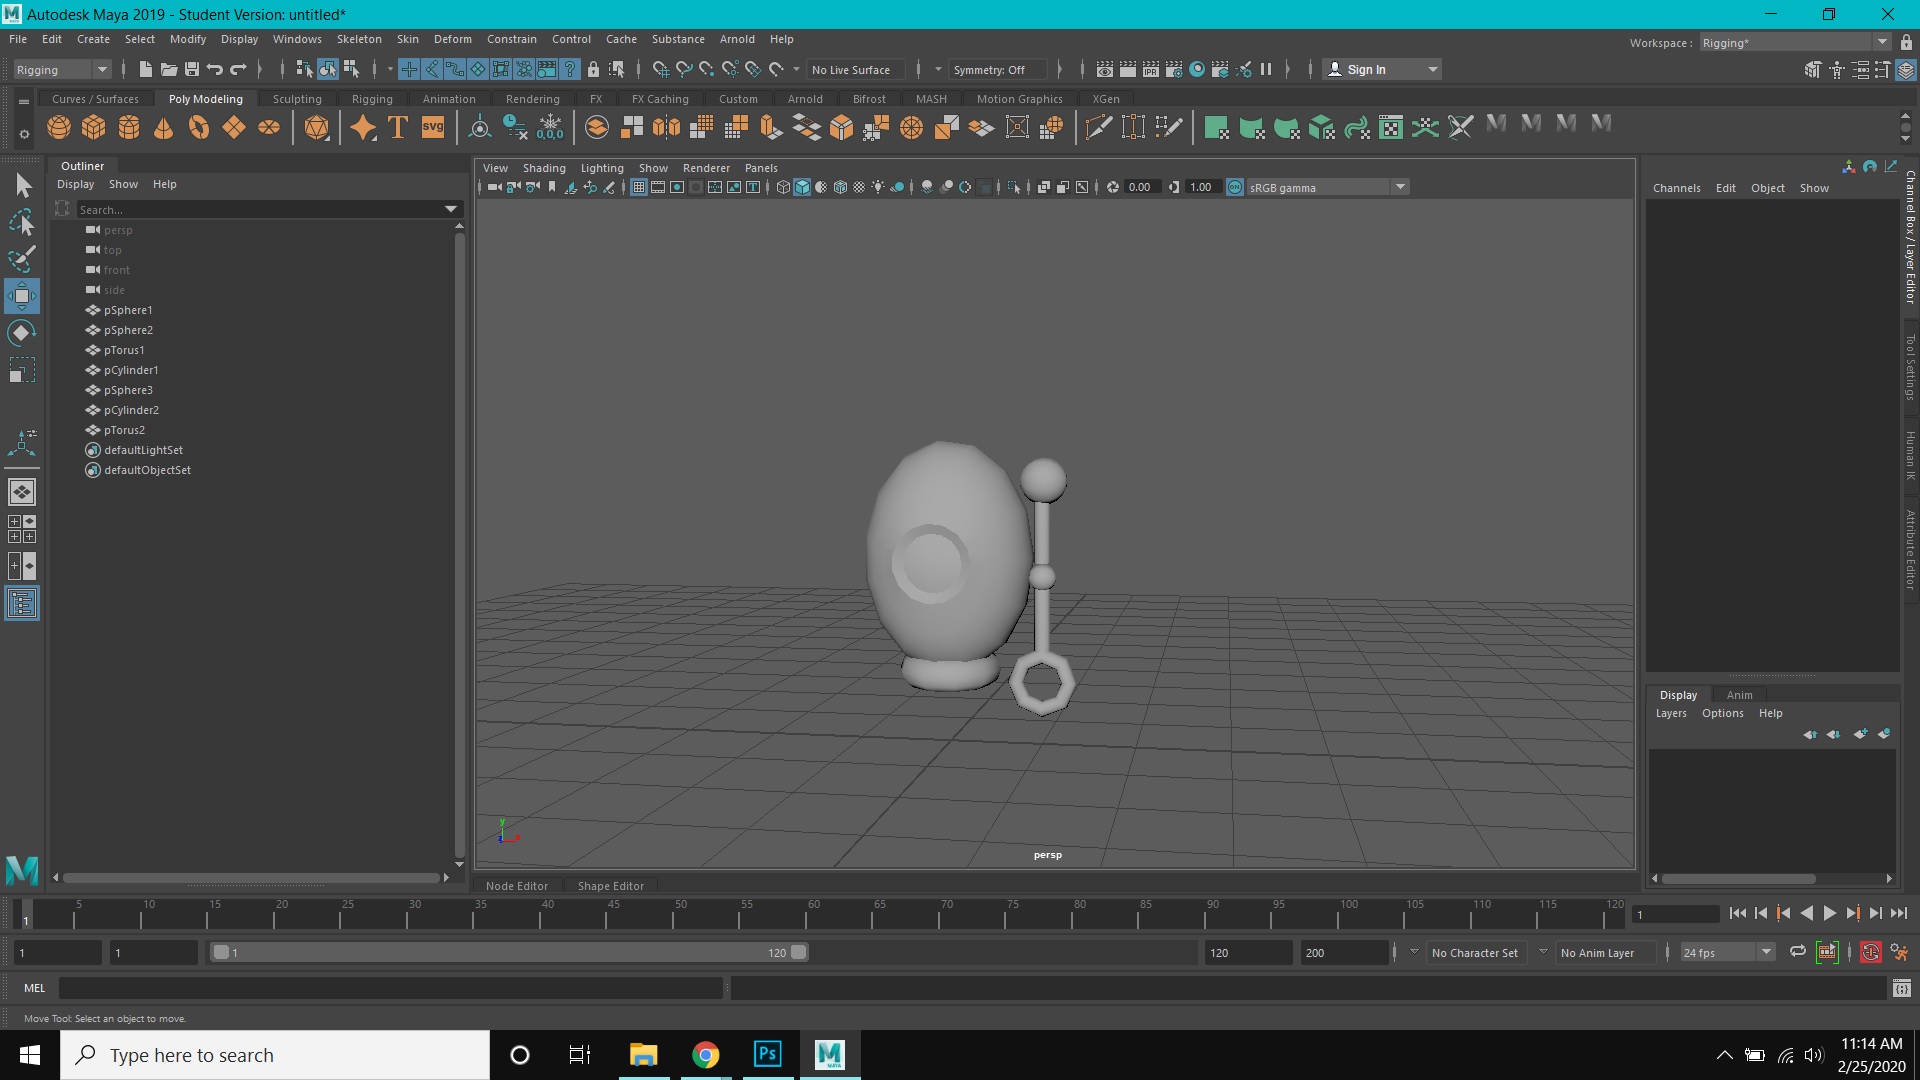 Autodesk Maya 2019 - Student Version: untitled*
File Edit Create Select Modify Display Windows Skeleton Skin Deform Constrain Control Cache Substance Arnold Help
Workspace : Rigging*
Rigging No Live Surface Symmetry: Off Sign In
Curves / Surfaces Poly Modeling Sculpting Rigging Animation Rendering FX FX Caching Custom Arnold Bifrost MASH Motion Graphics XGen
T SVG 0,0,0
Outliner
Display Show Help
Search...
persp
top
front
side
pSphere1
pSphere2
pTorus1
pCylinder1
pSphere3
pCylinder2
pTorus2
defaultLightSet
defaultObjectSet
View Shading Lighting Show Renderer Panels
0.00 1.00 ON sRGB gamma
y
x
z
persp
Node Editor Shape Editor
Channels Edit Object Show
Channel Box / Layer Editor
Tool Settings
Human IK
Attribute Editor
Display Anim
Layers Options Help
1 5 10 15 20 25 30 35 40 45 50 55 60 65 70 75 80 85 90 95 100 105 110 115 120 1
1 1 1 120 120 200 No Character Set No Anim Layer 24 fps
MEL
Move Tool: Select an object to move.
Type here to search
Ps
MAYA
11:14 AM
2/25/2020